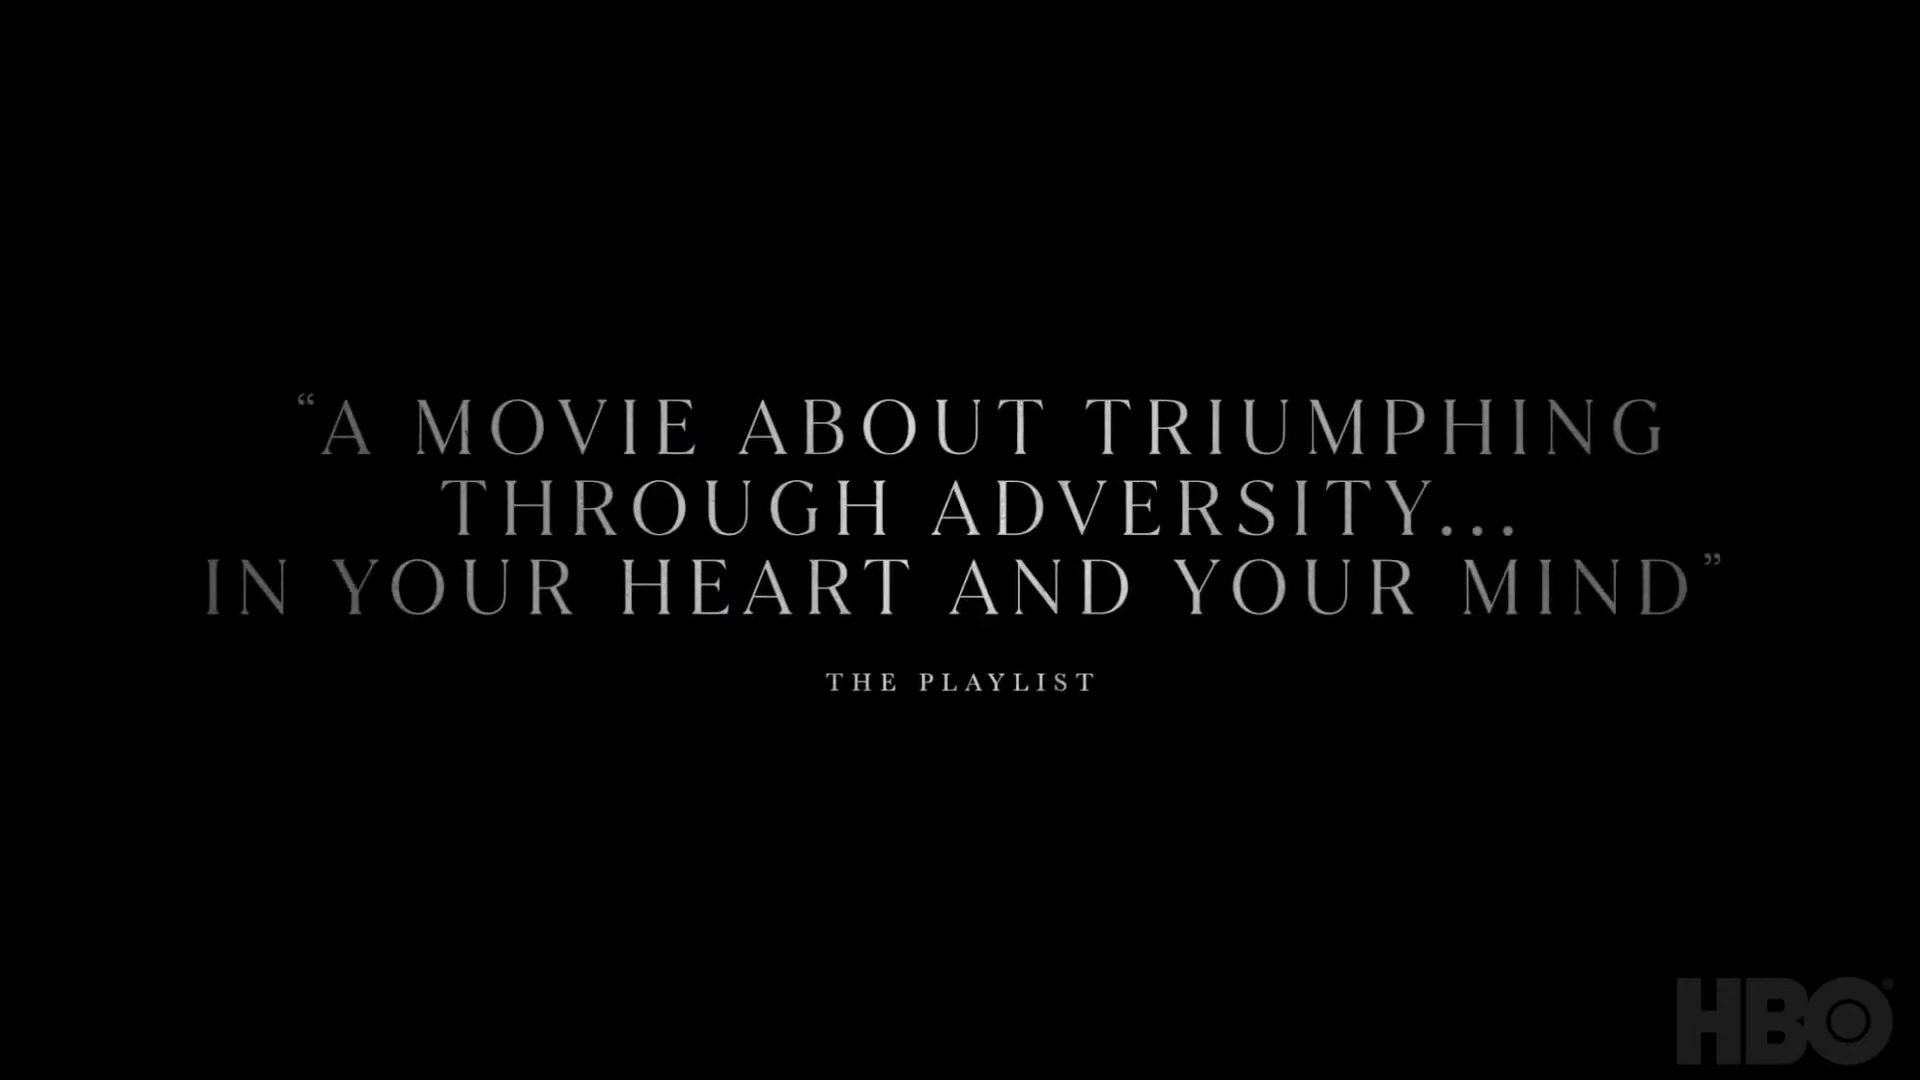 “A MOVIE ABOUT TRIUMPHING
THROUGH ADVERSITY...
IN YOUR HEART AND YOUR MIND”
THE PLAYLIST
HBO